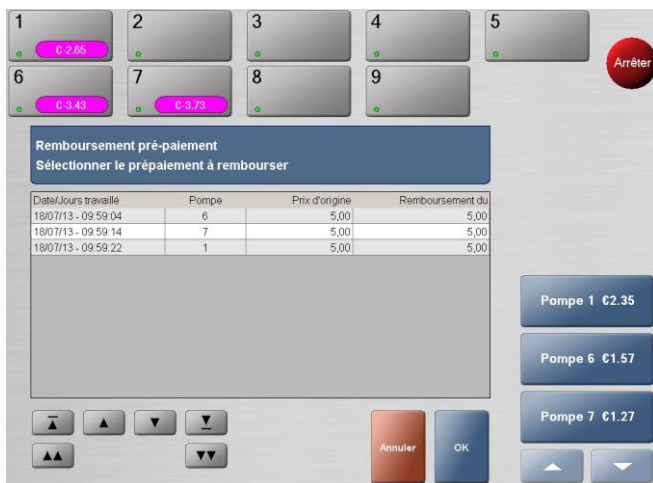 1 2 3 4 5
€-2.65
Arrêter
6 7 8 9
€-3.43 €-3.73
Remboursement pré-paiement
Sélectionner le prépaiement à rembourser
Date/Jours travaillé Pompe Prix d'origine Remboursement du
18/07/13 - 09:59:04 6 5,00 5,00
18/07/13 - 09:59:14 7 5,00 5,00
18/07/13 - 09:59:22 1 5,00 5,00
Pompe 1 €2.35
Pompe 6 €1.57
Pompe 7 €1.27
Annuler OK